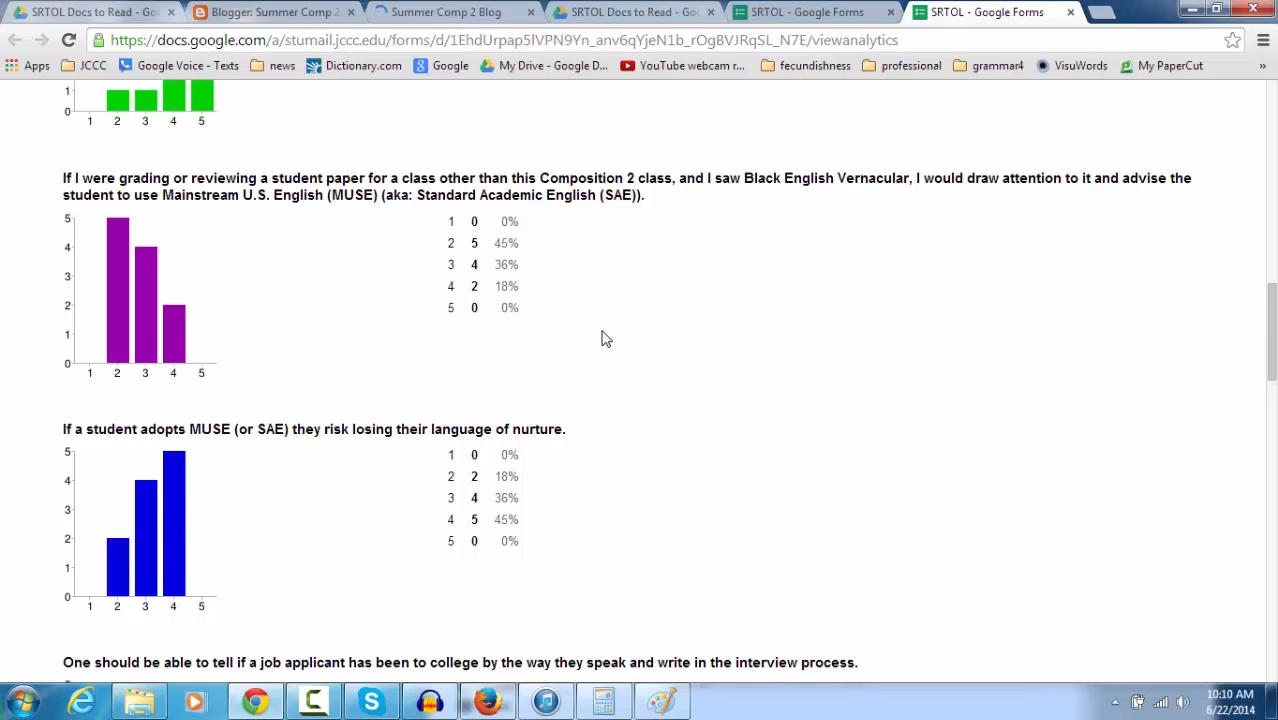 SRTOL Docs to Read - Go
Blogger: Summer Comp 2
Summer Comp 2 Blog
SRTOL Docs to Read - Go
SRTOL - Google Forms
SRTOL - Google Forms
https://docs.google.com/a/stumail.jccc.edu/forms/d/1EhdUrpap5lVPN9Yn_anv6qYjeN1b_rOgBVJRqSL_N7E/viewanalytics
Apps JCCC Google Voice - Texts news Dictionary.com Google My Drive - Google D... YouTube webcam r... fecundishness professional grammar4 VisuWords My PaperCut »
1
0
1 2 3 4 5
If I were grading or reviewing a student paper for a class other than this Composition 2 class, and I saw Black English Vernacular, I would draw attention to it and advise the
student to use Mainstream U.S. English (MUSE) (aka: Standard Academic English (SAE)).
5
4
3
2
1
0
1 2 3 4 5
1 0 0%
2 5 45%
3 4 36%
4 2 18%
5 0 0%
If a student adopts MUSE (or SAE) they risk losing their language of nurture.
5
4
3
2
1
0
1 2 3 4 5
1 0 0%
2 2 18%
3 4 36%
4 5 45%
5 0 0%
One should be able to tell if a job applicant has been to college by the way they speak and write in the interview process.
10:10 AM
6/22/2014